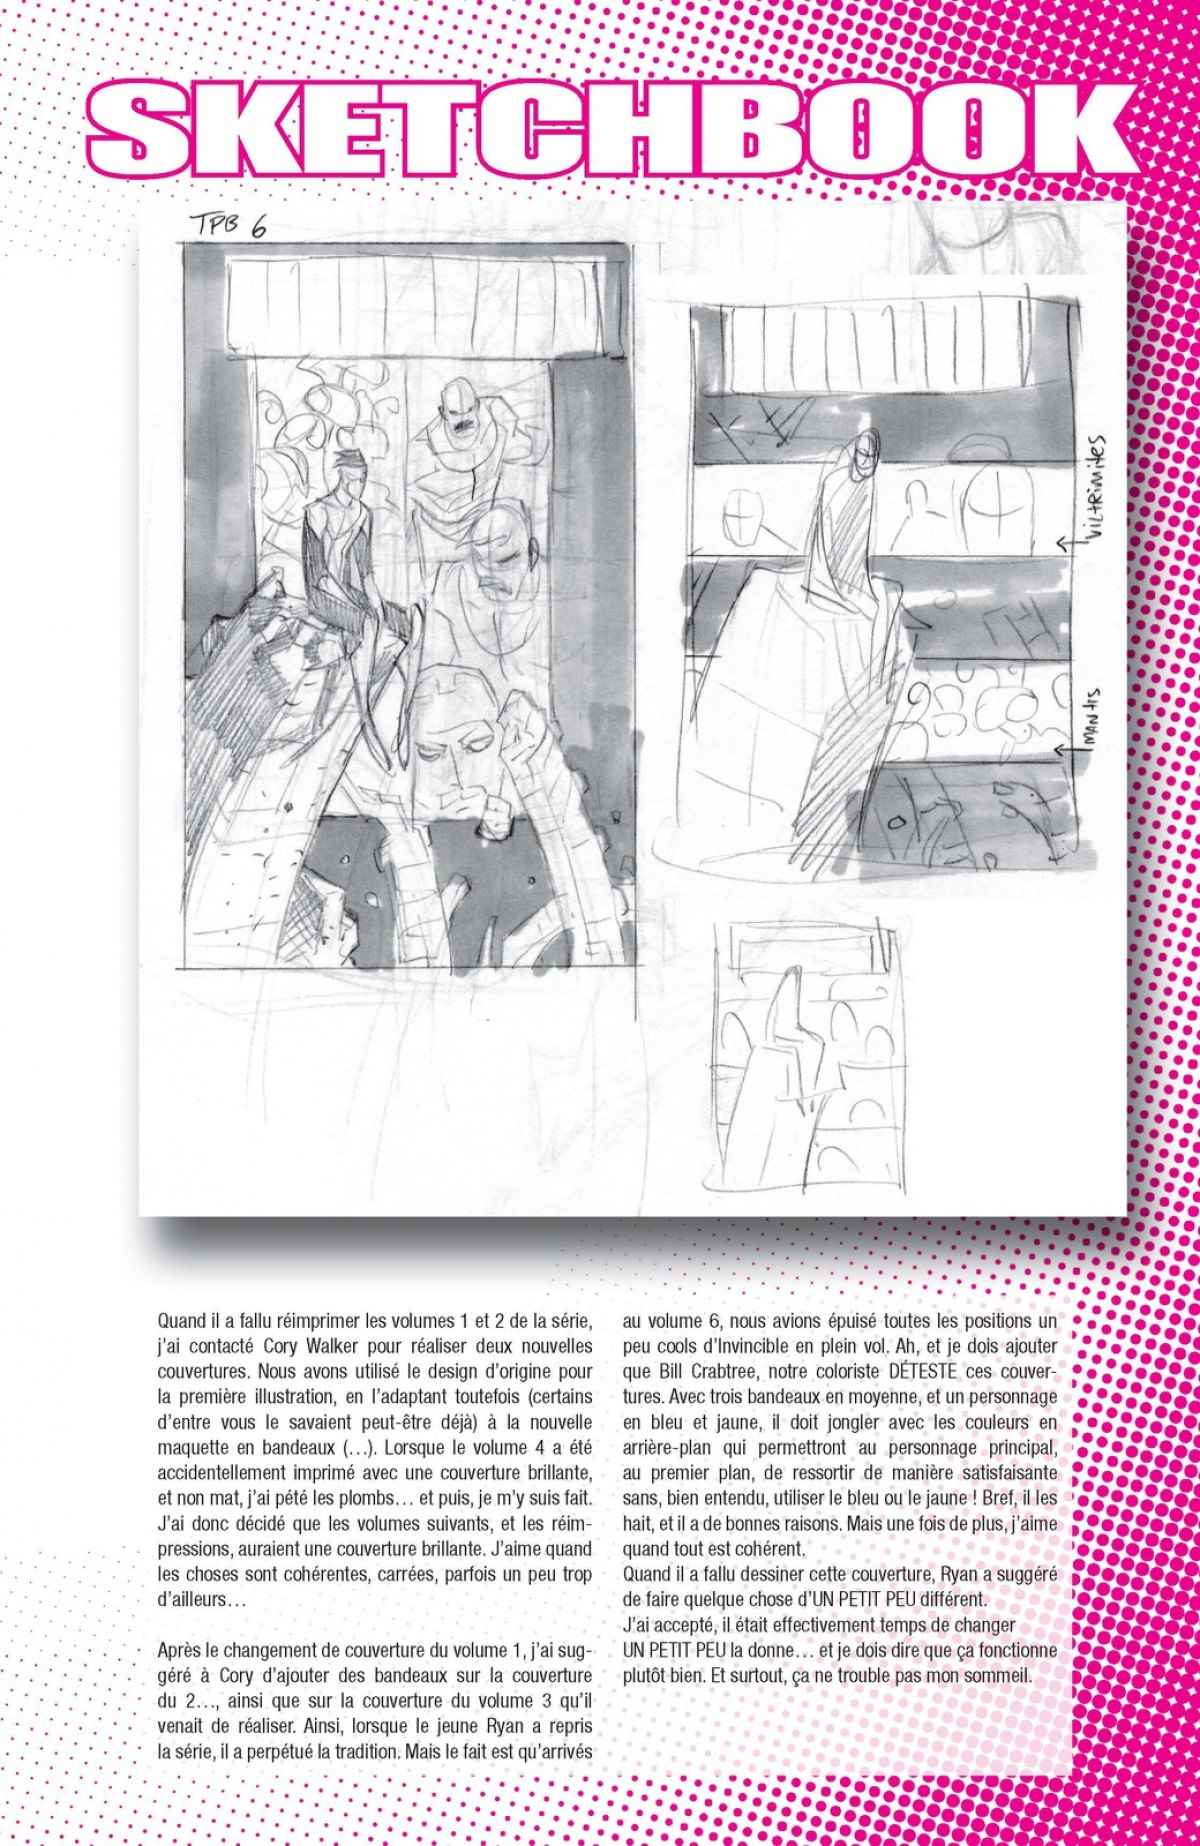 SKETCHBOOK
TPB 6
VILTRIMITES
MANTIS
Quand il a fallu réimprimer les volumes 1 et 2 de la série,
j'ai contacté Cory Walker pour réaliser deux nouvelles
couvertures. Nous avons utilisé le design d'origine pour
la première illustration, en l'adaptant toutefois (certains
d'entre vous le savaient peut-être déjà) à la nouvelle
maquette en bandeaux (…). Lorsque le volume 4 a été
accidentellement imprimé avec une couverture brillante,
et non mat, j'ai pété les plombs… et puis, je m'y suis fait.
J'ai donc décidé que les volumes suivants, et les réim-
pressions, auraient une couverture brillante. J'aime quand
les choses sont cohérentes, carrées, parfois un peu trop
d'ailleurs…
Après le changement de couverture du volume 1, j'ai sug-
géré à Cory d'ajouter des bandeaux sur la couverture
du 2…, ainsi que sur la couverture du volume 3 qu'il
venait de réaliser. Ainsi, lorsque le jeune Ryan a repris
la série, il a perpétué la tradition. Mais le fait est qu'arrivés
au volume 6, nous avions épuisé toutes les positions un
peu cools d'Invincible en plein vol. Ah, et je dois ajouter
que Bill Crabtree, notre coloriste DÉTESTE ces couver-
tures. Avec trois bandeaux en moyenne, et un personnage
en bleu et jaune, il doit jongler avec les couleurs en
arrière-plan qui permettront au personnage principal,
au premier plan, de ressortir de manière satisfaisante
sans, bien entendu, utiliser le bleu ou le jaune ! Bref, il les
hait, et il a de bonnes raisons. Mais une fois de plus, j'aime
quand tout est cohérent.
Quand il a fallu dessiner cette couverture, Ryan a suggéré
de faire quelque chose d'UN PETIT PEU différent.
J'ai accepté, il était effectivement temps de changer
UN PETIT PEU la donne… et je dois dire que ça fonctionne
plutôt bien. Et surtout, ça ne trouble pas mon sommeil.